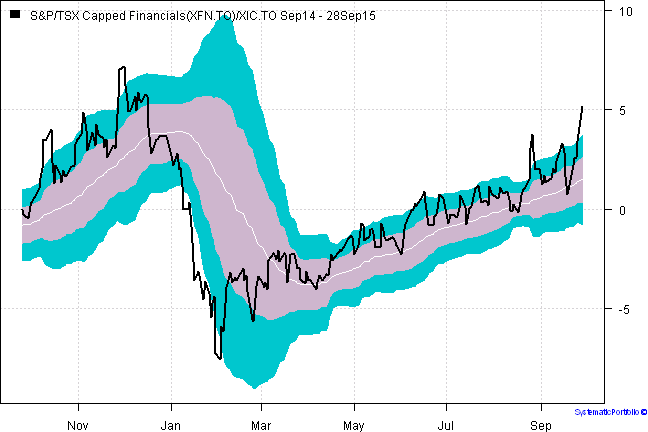 S&P/TSX Capped Financials(XFN.TO)/XIC.TO Sep14 - 28Sep15
10
5
0
-5
Nov Jan Mar May Jul Sep
SystematicPortfolio ©